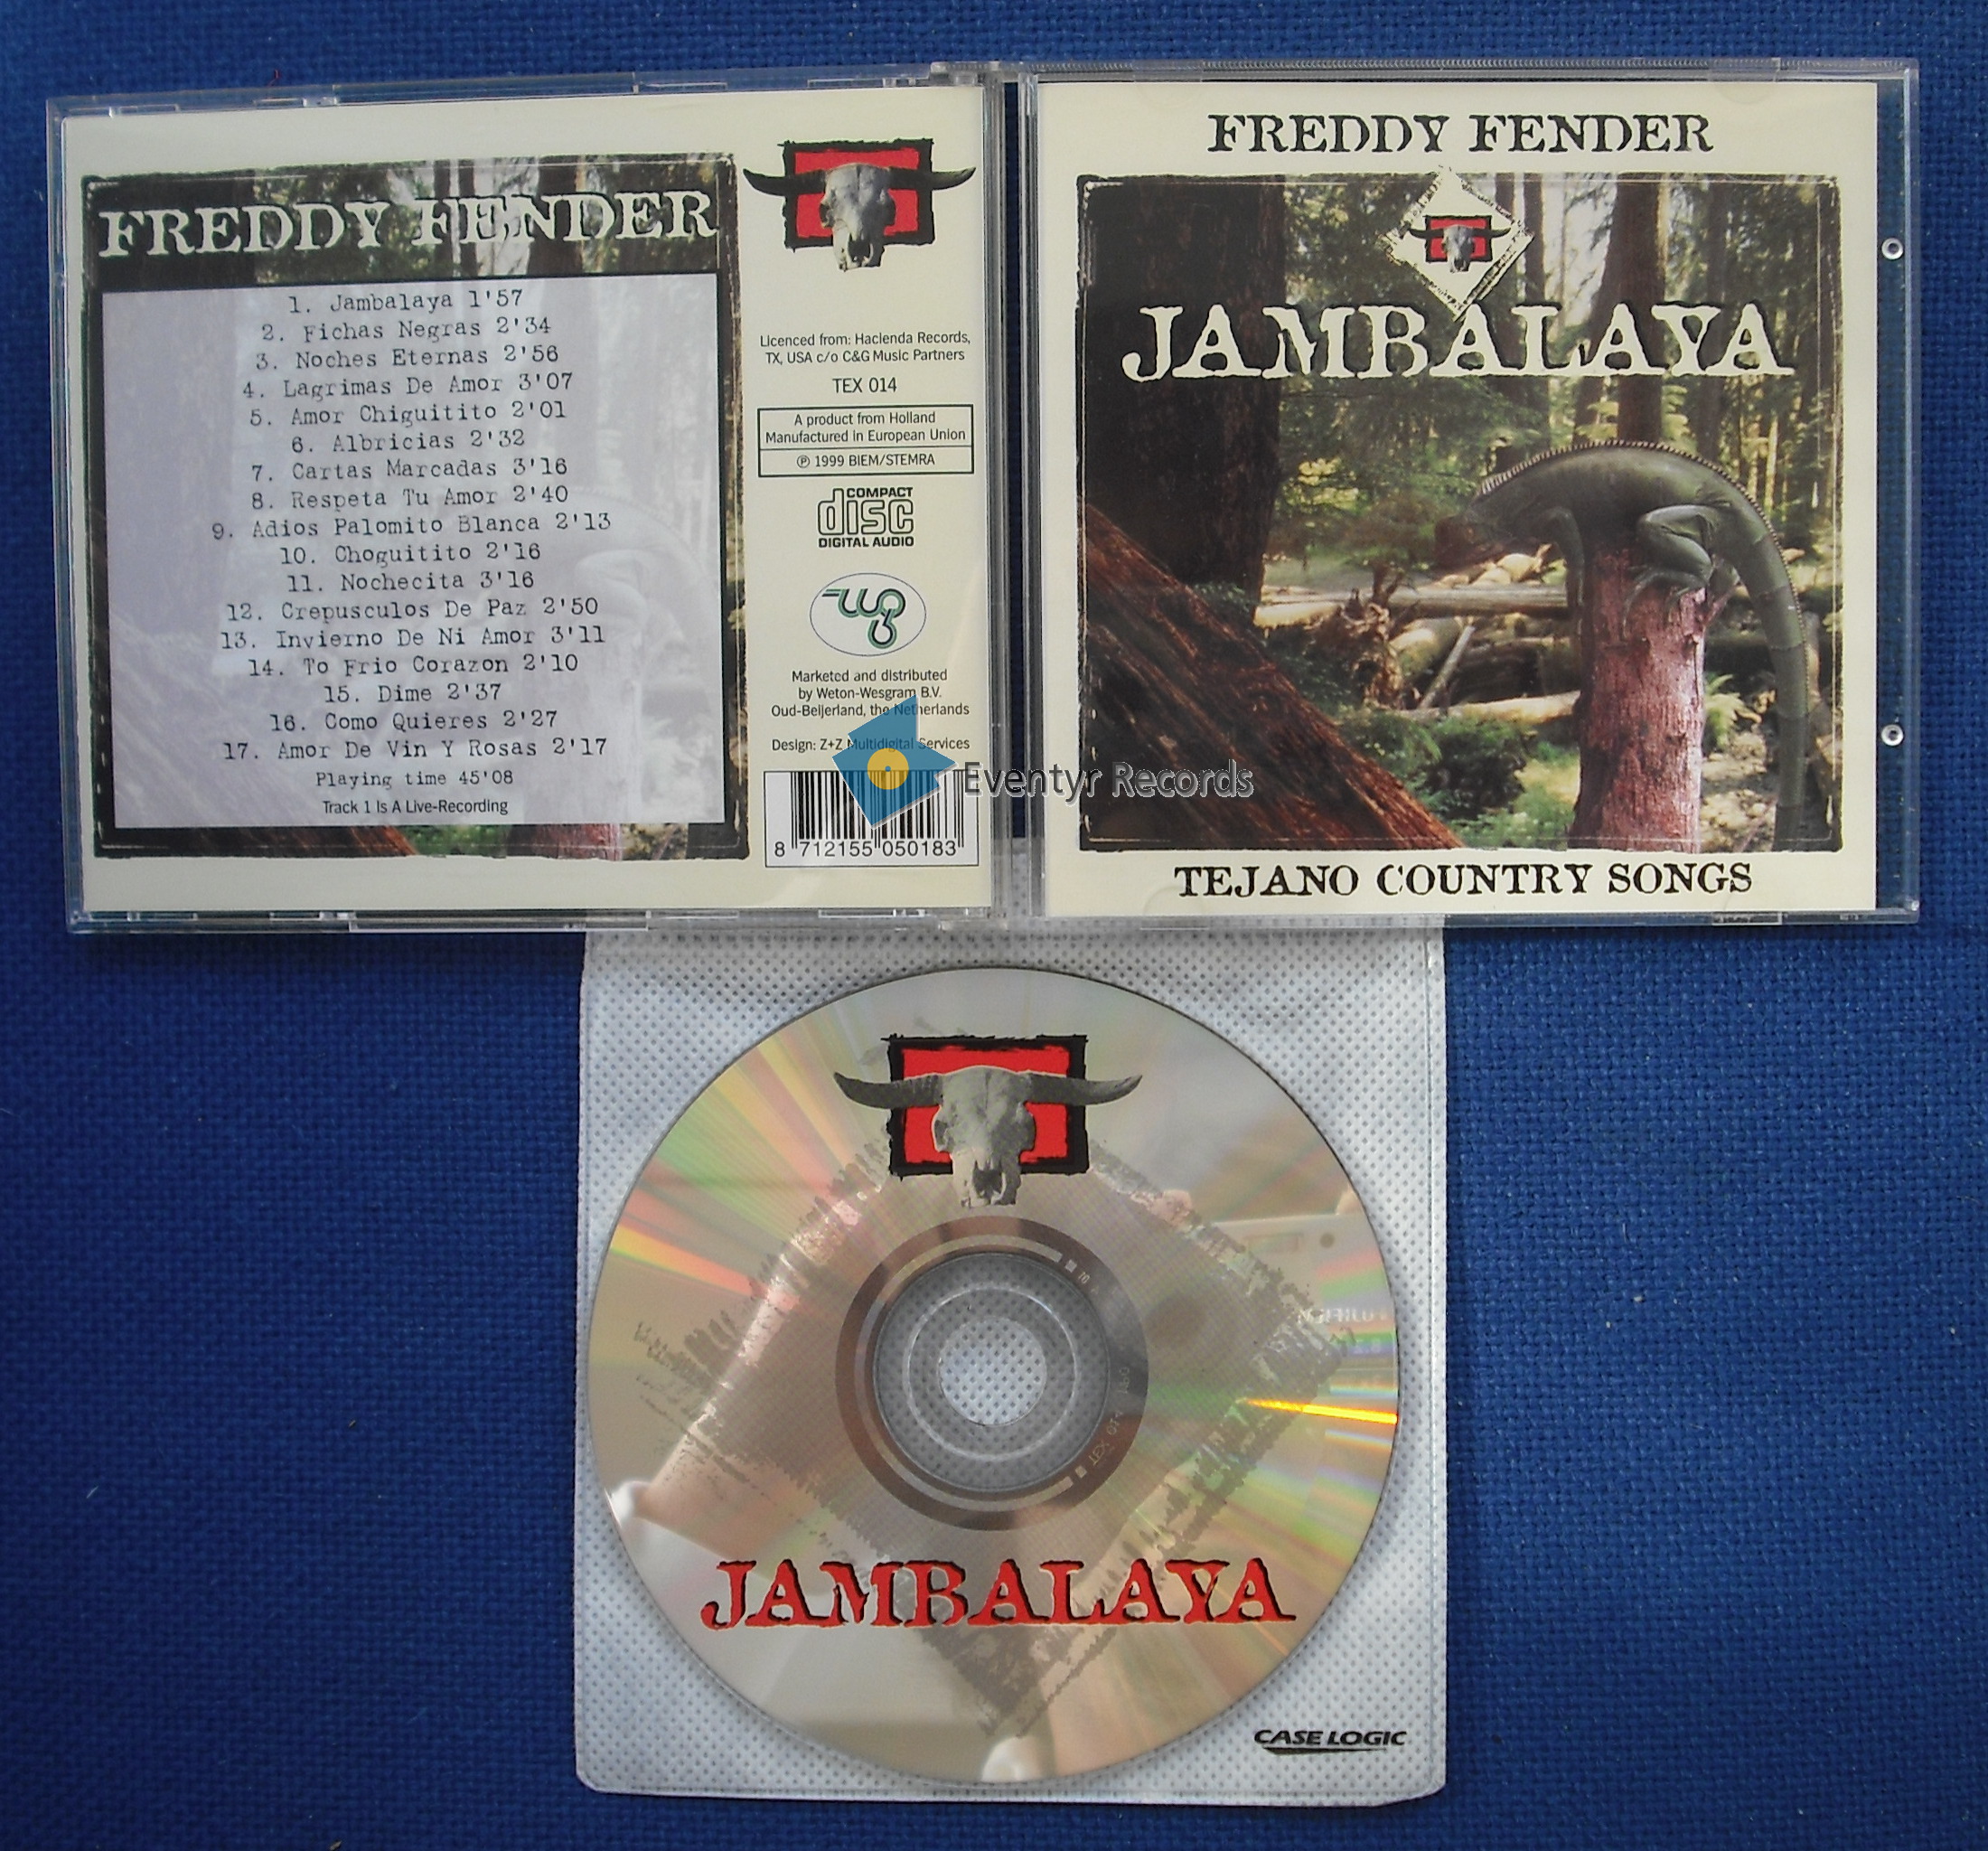 FREDDY FENDER
1. Jambalaya 1'57
2. Fichas Negras 2'34
3. Noches Eternas 2'56
4. Lagrimas De Amor 3'07
5. Amor Chiguitito 2'01
6. Albricias 2'32
7. Cartas Marcadas 3'16
8. Respeta Tu Amor 2'40
9. Adios Palomito Blanca 2'13
10. Choguitito 2'16
11. Nochecita 3'16
12. Crepusculos De Paz 2'50
13. Invierno De Ni Amor 3'11
14. To Frio Corazon 2'10
15. Dime 2'37
16. Como Quieres 2'27
17. Amor De Vin Y Rosas 2'17
Playing time 45'08
Track 1 Is A Live-Recording
Licenced from: Hacienda Records,
TX, USA c/o C&G Music Partners
TEX 014
A product from Holland
Manufactured in European Union
℗ 1999 BIEM/STEMRA
COMPACT
disc
DIGITAL AUDIO
Marketed and distributed
by Weton-Wesgram B.V.
Oud-Beijerland, the Netherlands
Design: Z+Z Multidigital Services
8 712155 050183
Eventyr Records
FREDDY FENDER
JAMBALAYA
TEJANO COUNTRY SONGS
JAMBALAYA
CASE LOGIC